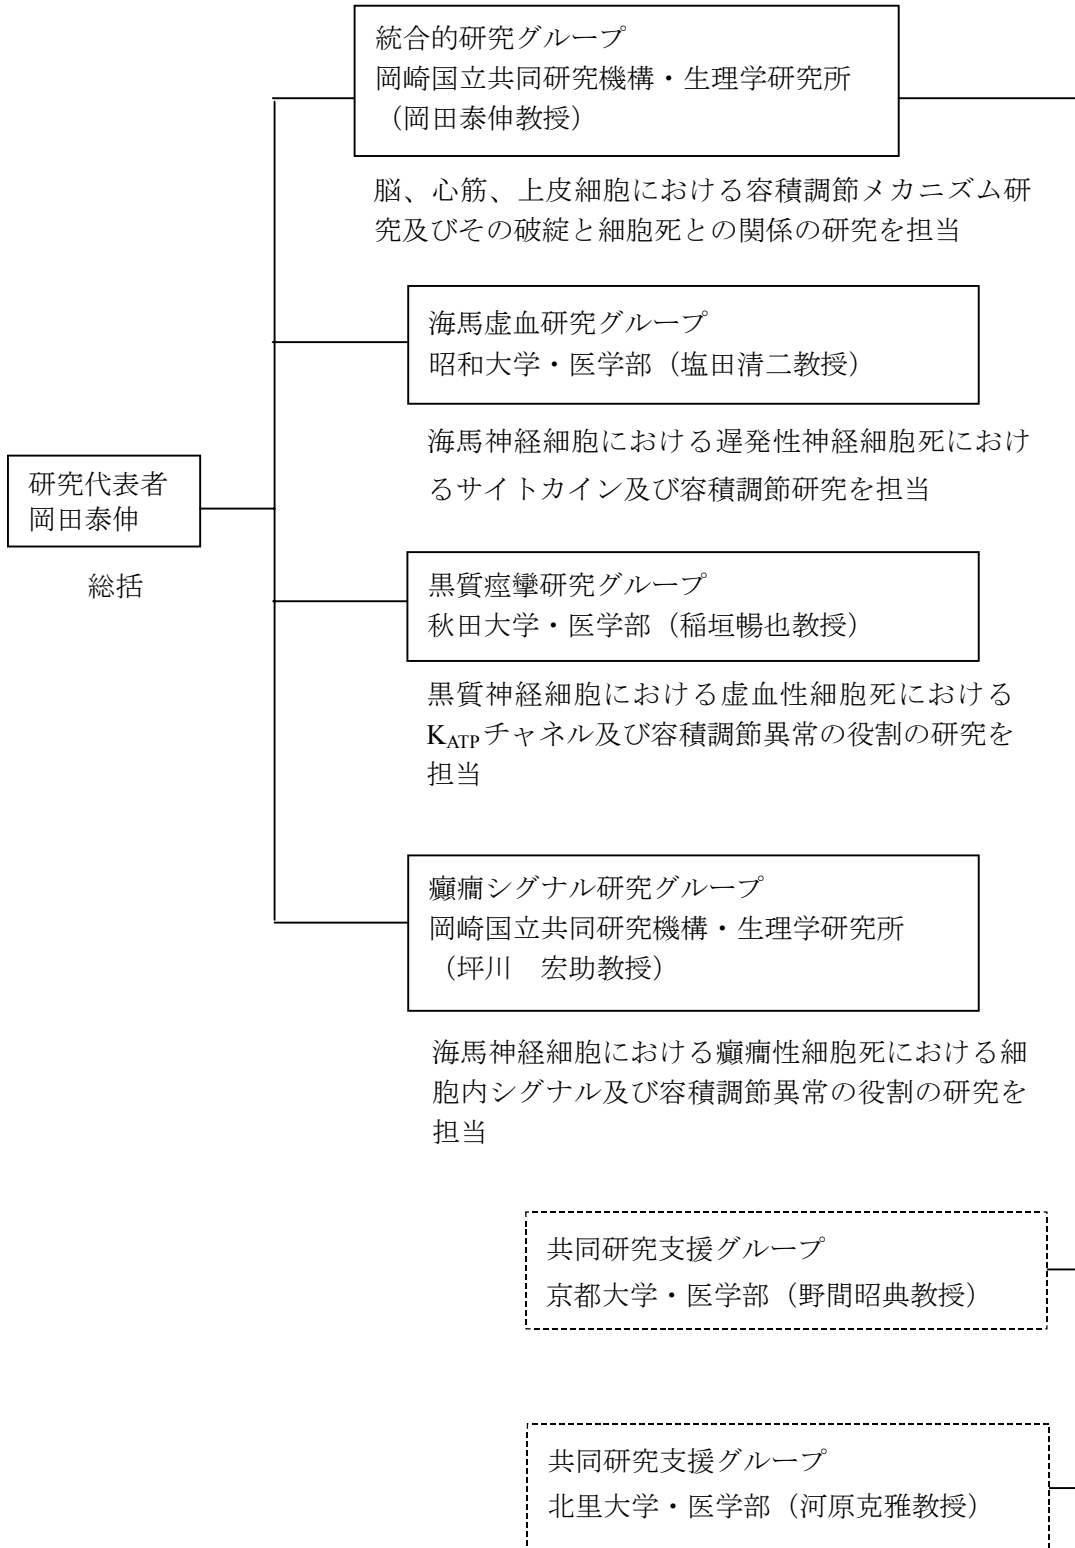 統合的研究グループ
岡崎国立共同研究機構・生理学研究所
（岡田泰伸教授）
脳、心筋、上皮細胞における容積調節メカニズム研
究及びその破綻と細胞死との関係の研究を担当
海馬虚血研究グループ
昭和大学・医学部（塩田清二教授）
海馬神経細胞における遅発性神経細胞死におけ
るサイトカイン及び容積調節研究を担当
研究代表者
岡田泰伸
総括
黒質痙攣研究グループ
秋田大学・医学部（稲垣暢也教授）
黒質神経細胞における虚血性細胞死における
KATPチャネル及び容積調節異常の役割の研究を
担当
癲癇シグナル研究グループ
岡崎国立共同研究機構・生理学研究所
（坪川　宏助教授）
海馬神経細胞における癲癇性細胞死における細
胞内シグナル及び容積調節異常の役割の研究を
担当
共同研究支援グループ
京都大学・医学部（野間昭典教授）
共同研究支援グループ
北里大学・医学部（河原克雅教授）